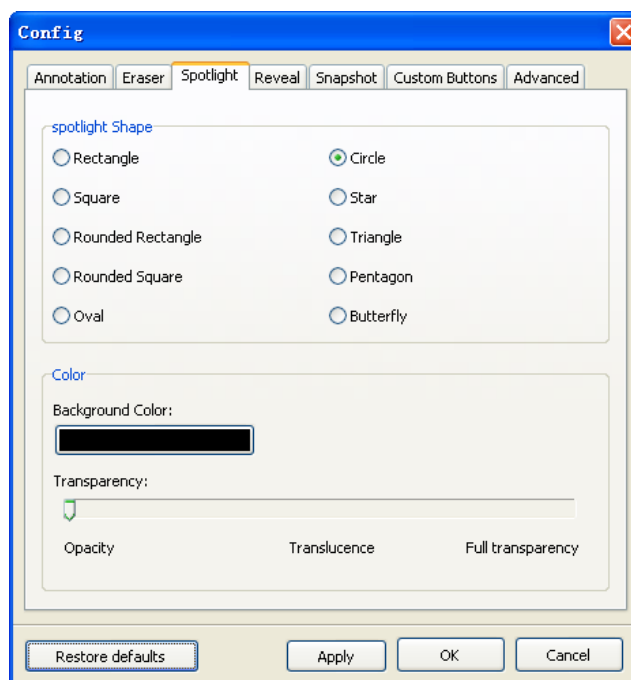 Config
Annotation Eraser Spotlight Reveal Snapshot Custom Buttons Advanced
spotlight Shape
Rectangle Circle
Square Star
Rounded Rectangle Triangle
Rounded Square Pentagon
Oval Butterfly
Color
Background Color:
Transparency:
Opacity Translucence Full transparency
Restore defaults Apply OK Cancel